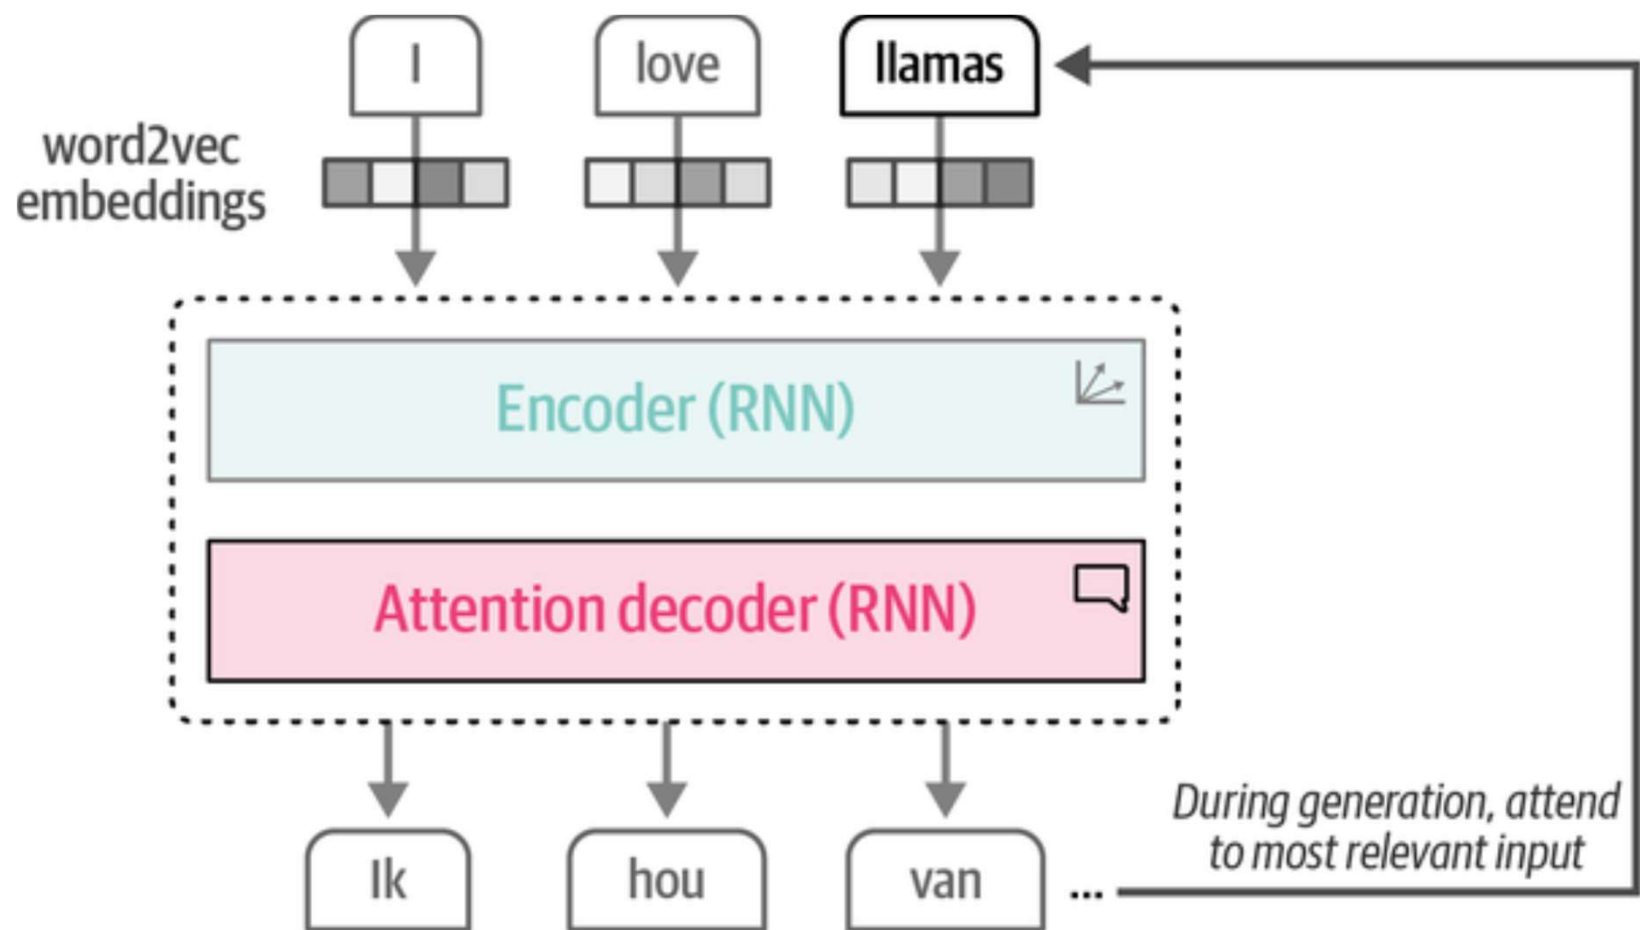 I
love
llamas
word2vec
embeddings
Encoder (RNN)
Attention decoder (RNN)
During generation, attend
to most relevant input
Ik
hou
van
...